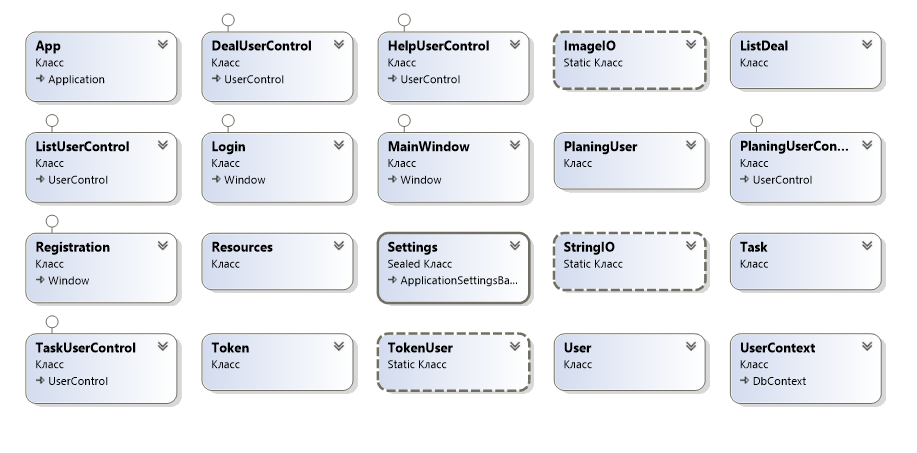 App
Класс
Application
DealUserControl
Класс
UserControl
HelpUserControl
Класс
UserControl
ImageIO
Static Класс
ListDeal
Класс
ListUserControl
Класс
UserControl
Login
Класс
Window
MainWindow
Класс
Window
PlaningUser
Класс
PlaningUserCon...
Класс
UserControl
Registration
Класс
Window
Resources
Класс
Settings
Sealed Класс
ApplicationSettingsBa...
StringIO
Static Класс
Task
Класс
TaskUserControl
Класс
UserControl
Token
Класс
TokenUser
Static Класс
User
Класс
UserContext
Класс
DbContext